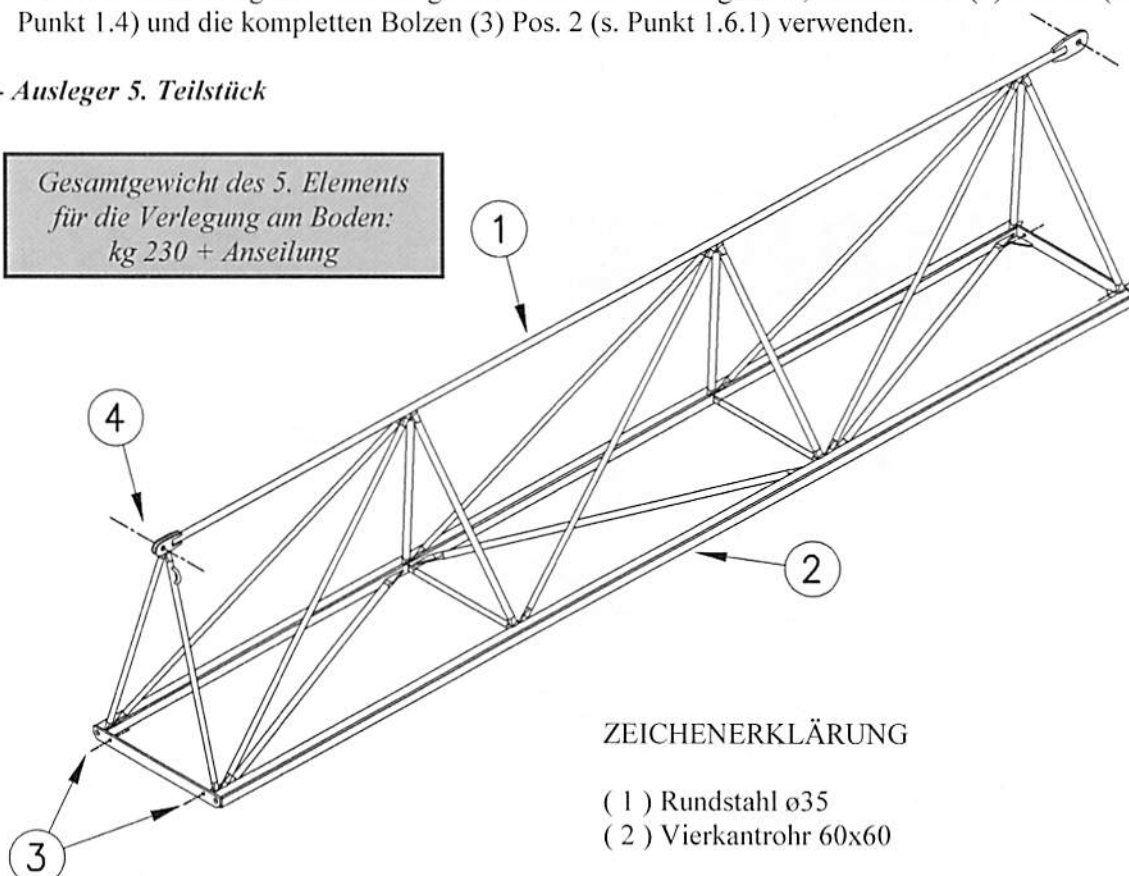 Punkt 1.4) und die kompletten Bolzen (3) Pos. 2 (s. Punkt 1.6.1) verwenden.
- Ausleger 5. Teilstück
Gesamtgewicht des 5. Elements
für die Verlegung am Boden:
kg 230 + Anseilung
1
4
2
3
ZEICHENERKLÄRUNG
( 1 ) Rundstahl ø35
( 2 ) Vierkantrohr 60x60